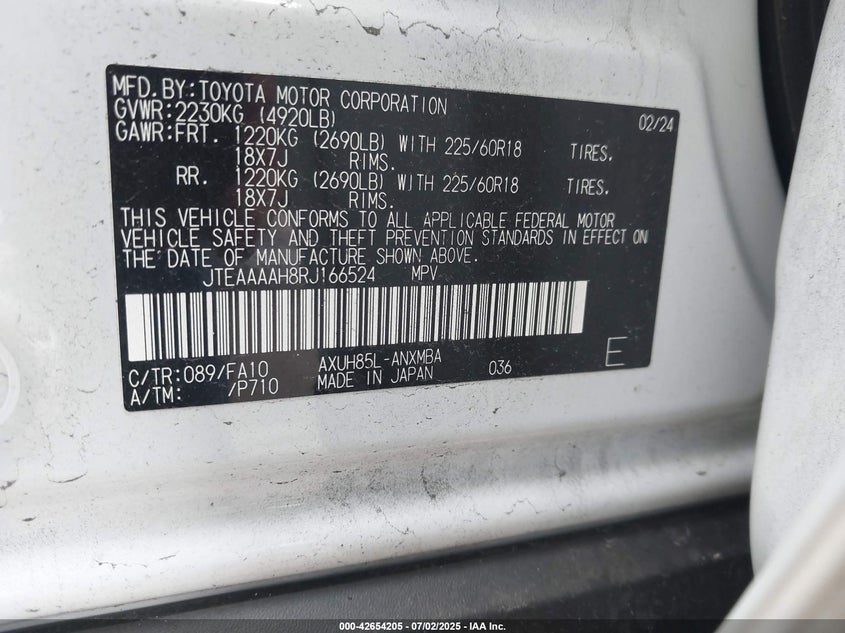 MFD.BY:TOYOTA MOTOR CORPORATION
GVWR:2230KG (4920LB) 02/24
GAWR:FRT. 1220KG (2690LB) WITH 225/60R18 TIRES.
18X7J RIMS.
RR. 1220KG (2690LB) WITH 225/60R18 TIRES.
18X7J RIMS.
THIS VEHICLE CONFORMS TO ALL APPLICABLE FEDERAL MOTOR
VEHICLE SAFETY AND THEFT PREVENTION STANDARDS IN EFFECT ON
THE DATE OF MANUFACTURE SHOWN ABOVE.
JTEAAAAH8RJ166524 MPV
C/TR:089/FA10 AXUH85L-ANXMBA 036 E
A/TM: /P710 MADE IN JAPAN
000-42654205 - 07/02/2025 - IAA Inc.